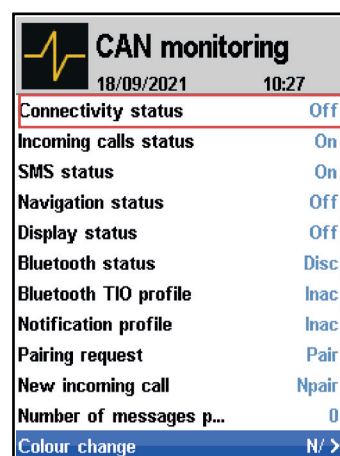 CAN monitoring
18/09/2021 10:27
Connectivity status Off
Incoming calls status On
SMS status On
Navigation status Off
Display status Off
Bluetooth status Disc
Bluetooth TIO profile Inac
Notification profile Inac
Pairing request Pair
New incoming call Npair
Number of messages p... 0
Colour change N/ >